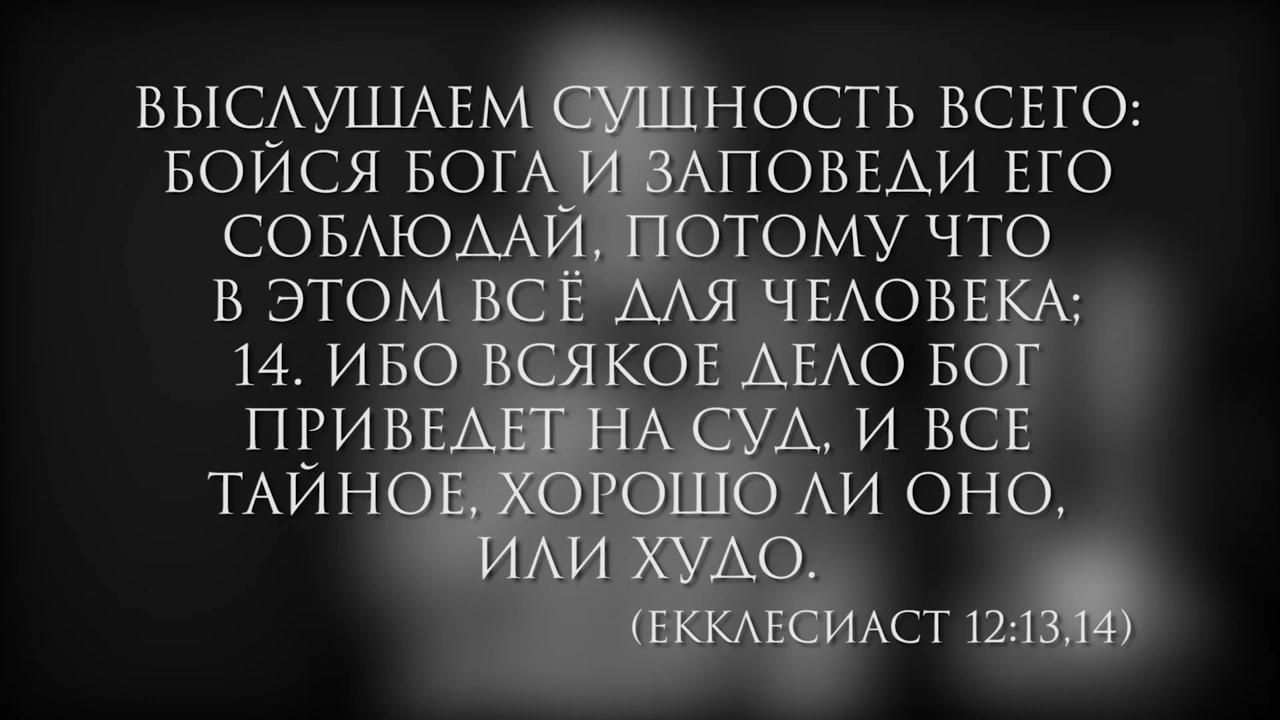 ВЫСЛУШАЕМ СУЩНОСТЬ ВСЕГО:
БОЙСЯ БОГА И ЗАПОВЕДИ ЕГО
СОБЛЮДАЙ, ПОТОМУ ЧТО
В ЭТОМ ВСЁ ДЛЯ ЧЕЛОВЕКА;
14. ИБО ВСЯКОЕ ДЕЛО БОГ
ПРИВЕДЕТ НА СУД, И ВСЕ
ТАЙНОЕ, ХОРОШО ЛИ ОНО,
ИЛИ ХУДО.
(ЕККЛЕСИАСТ 12:13,14)